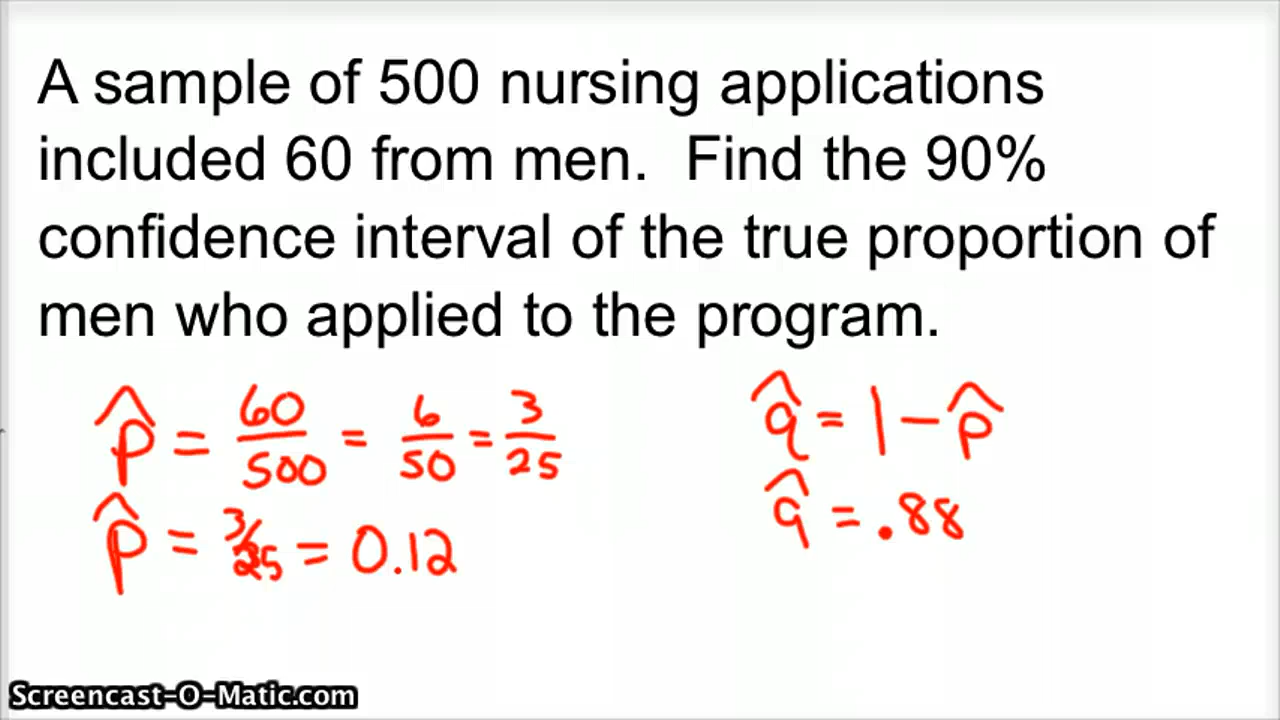 A sample of 500 nursing applications
included 60 from men. Find the 90%
confidence interval of the true proportion of
men who applied to the program.
p̂ = 60/500 = 6/50 = 3/25
q̂ = 1 - p̂
p̂ = 3/25 = 0.12
q̂ = .88
Screencast-O-Matic.com